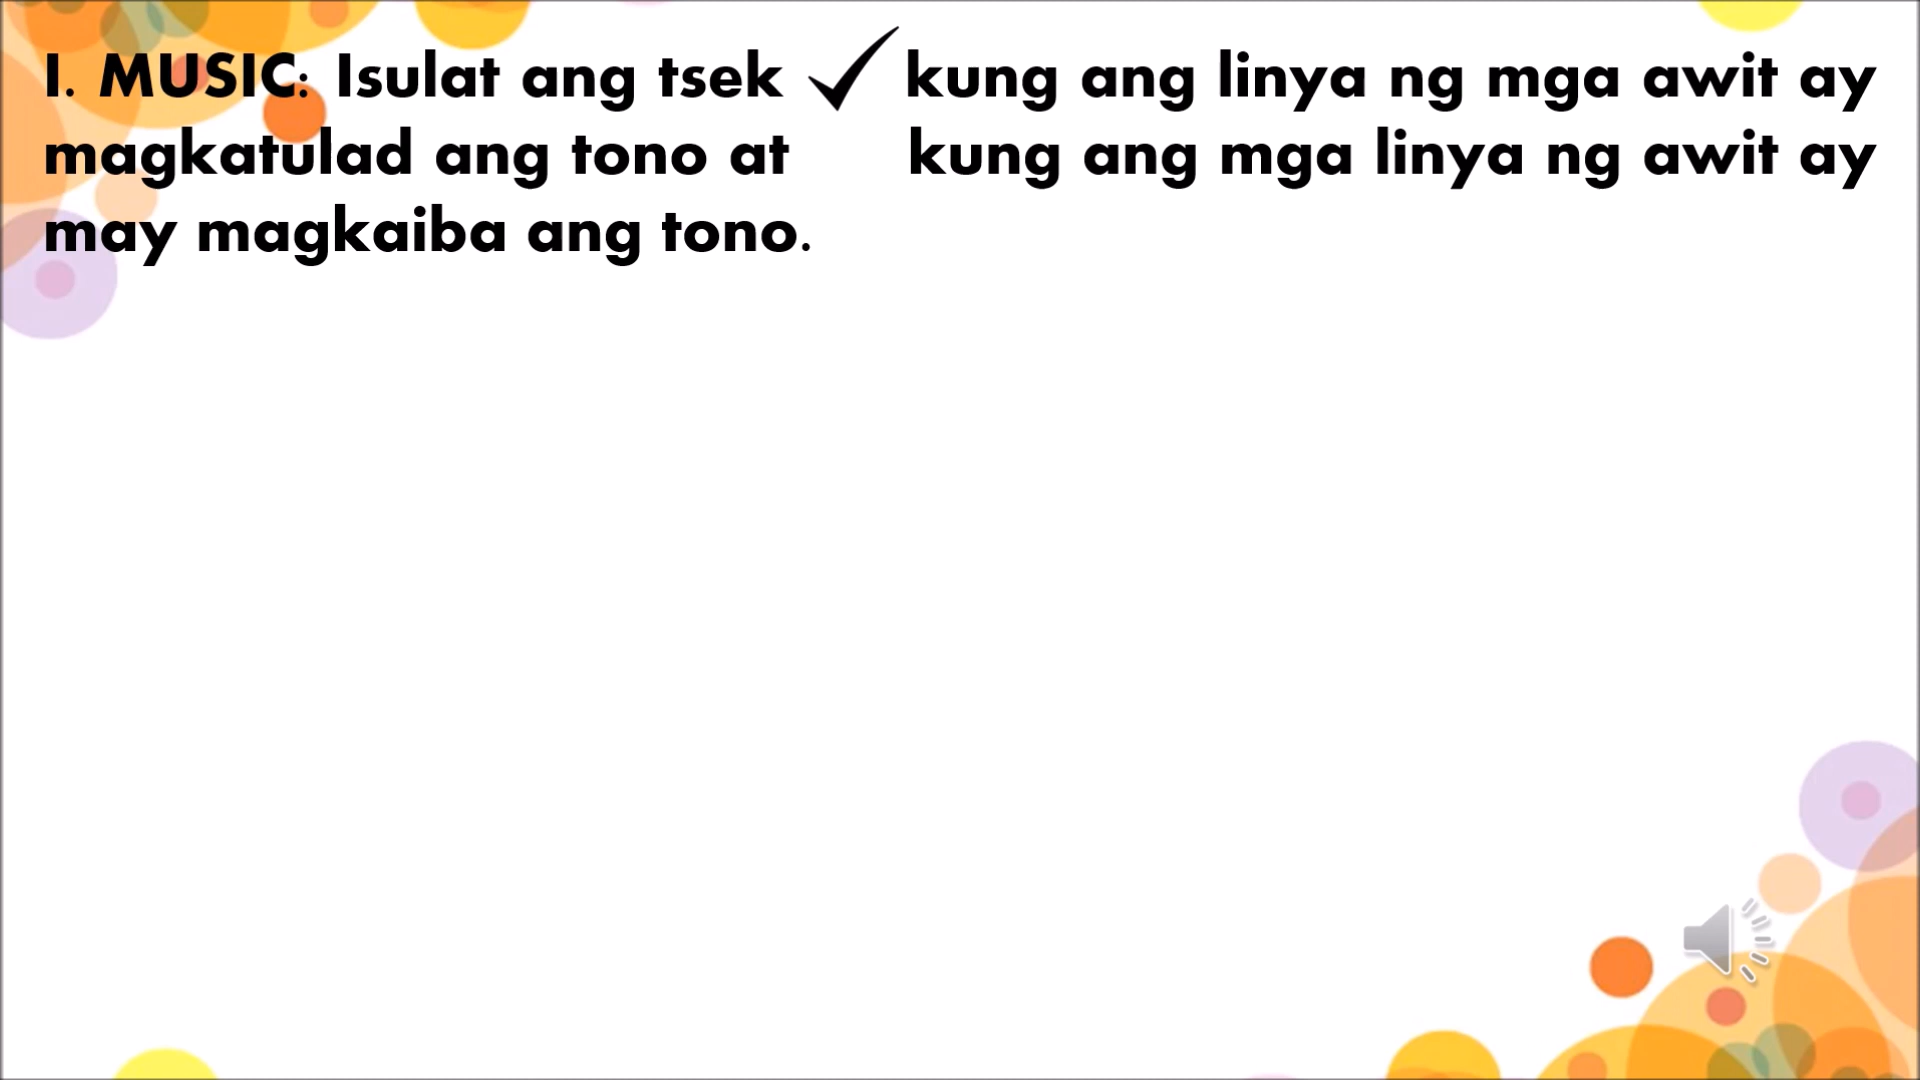 I. MUSIC: Isulat ang tsek ✓ kung ang linya ng mga awit ay
magkatulad ang tono at kung ang mga linya ng awit ay
may magkaiba ang tono.